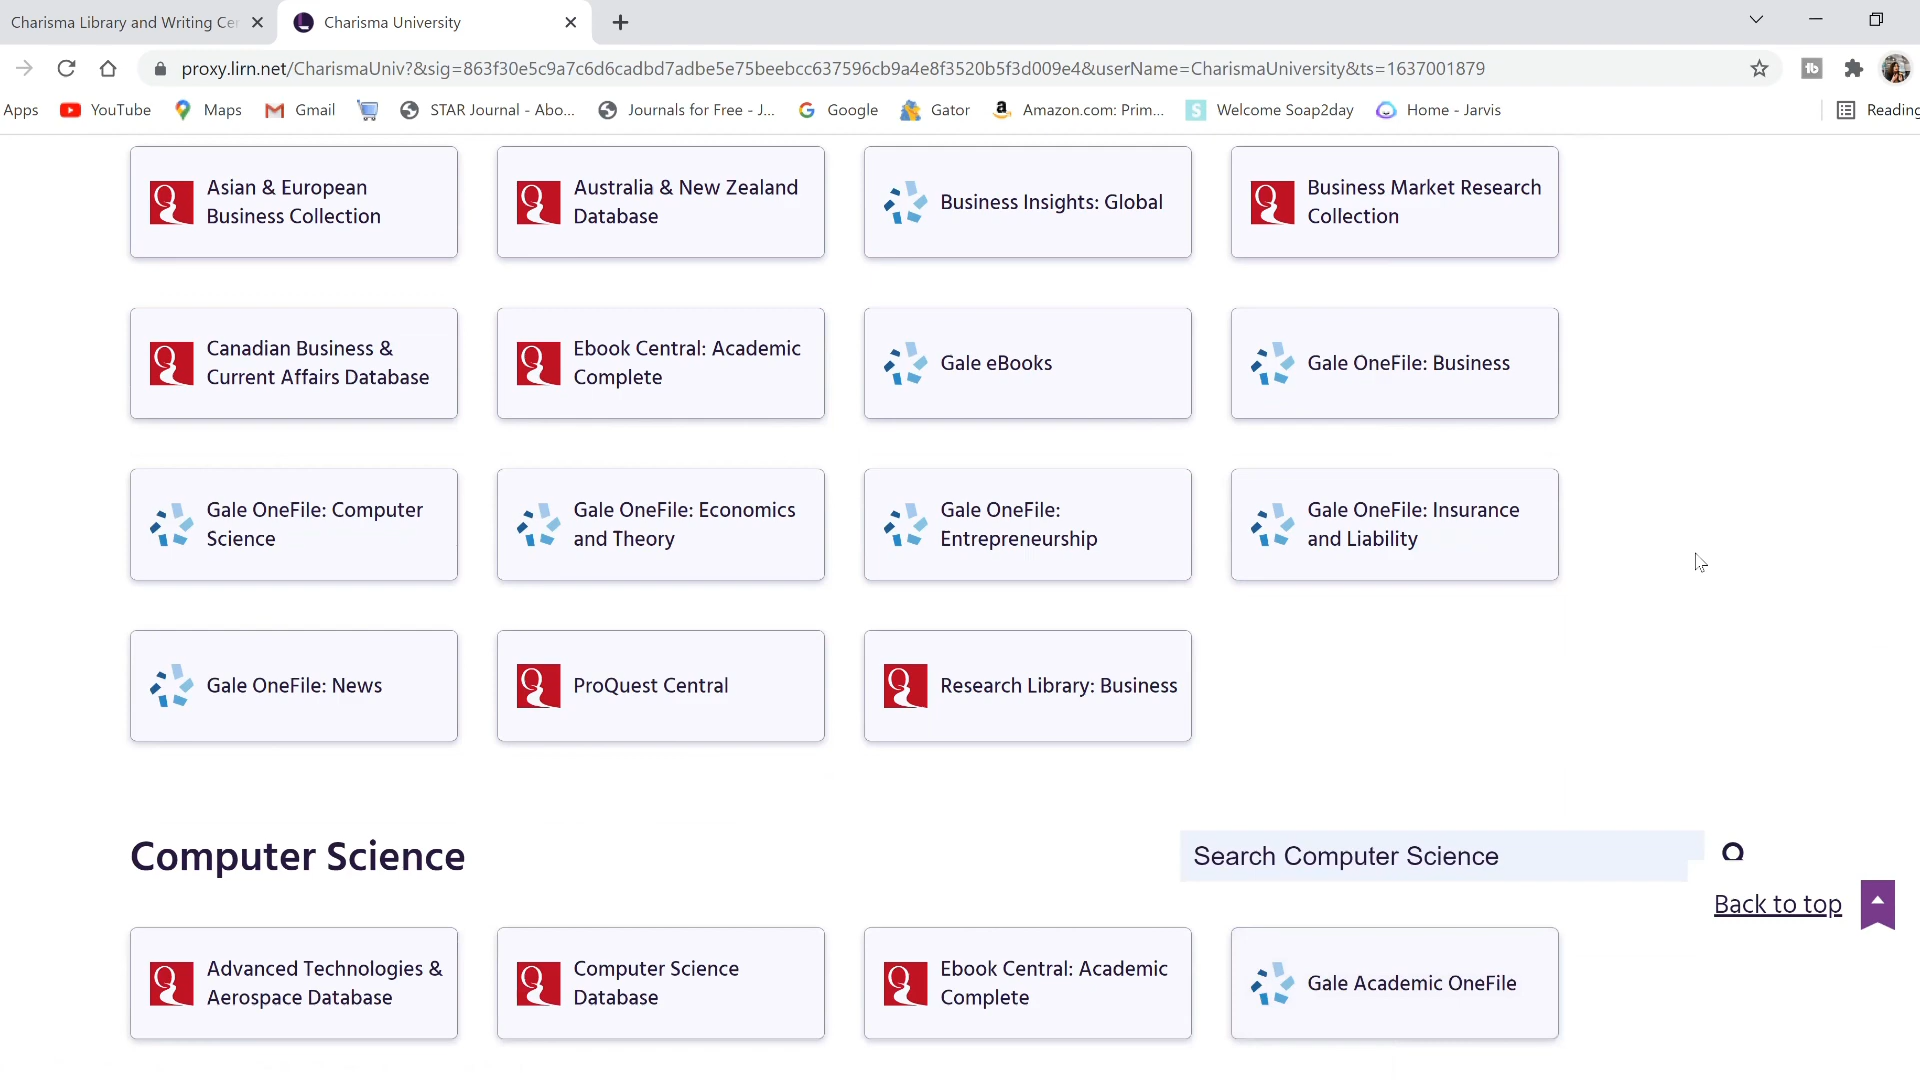 Charisma Library and Writing Cen
Charisma University
proxy.lirn.net/CharismaUniv?&sig=863f30e5c9a7c6d6cadbd7adbe5e75beebcc637596cb9a4e8f3520b5f3d009e4&userName=CharismaUniversity&ts=1637001879
Apps YouTube Maps Gmail STAR Journal - Abo... Journals for Free - J... Google Gator Amazon.com: Prim... Welcome Soap2day Home - Jarvis Reading
Asian & European
Business Collection
Australia & New Zealand
Database
Business Insights: Global
Business Market Research
Collection
Canadian Business &
Current Affairs Database
Ebook Central: Academic
Complete
Gale eBooks
Gale OneFile: Business
Gale OneFile: Computer
Science
Gale OneFile: Economics
and Theory
Gale OneFile:
Entrepreneurship
Gale OneFile: Insurance
and Liability
Gale OneFile: News
ProQuest Central
Research Library: Business
Computer Science
Search Computer Science
Back to top
Advanced Technologies &
Aerospace Database
Computer Science
Database
Ebook Central: Academic
Complete
Gale Academic OneFile